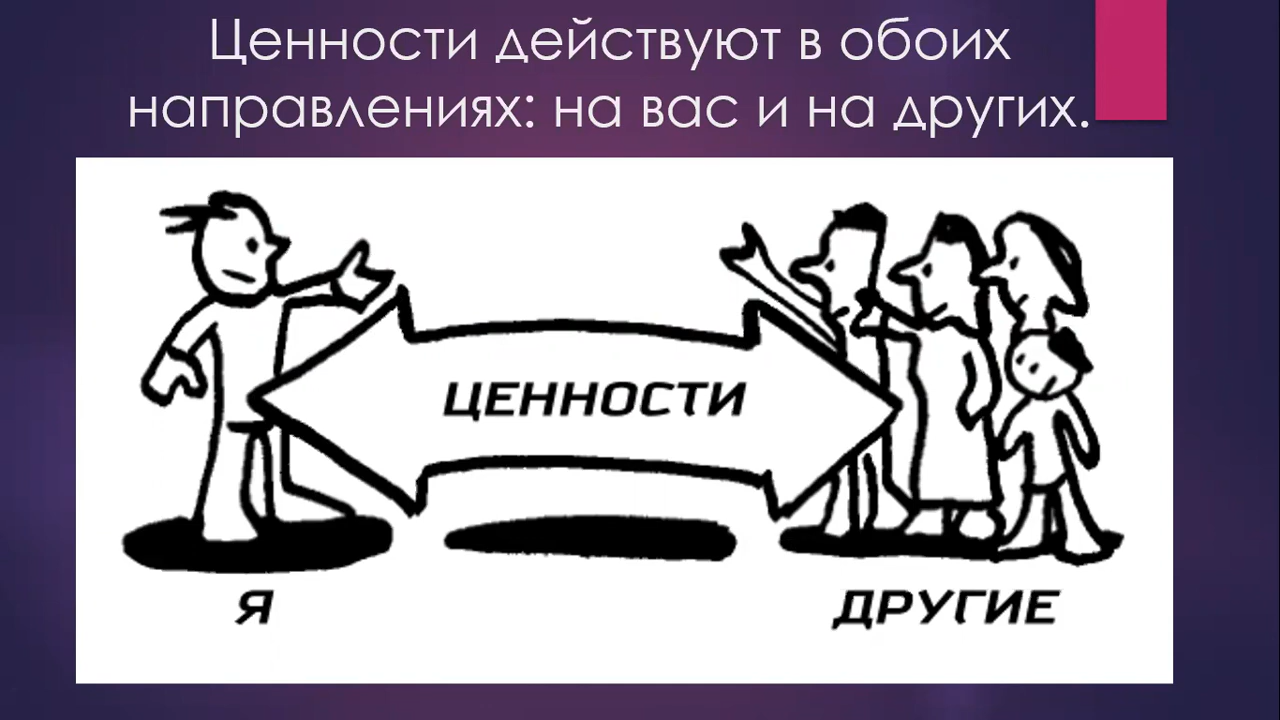 Ценности действуют в обоих
направлениях: на вас и на других.
ЦЕННОСТИ
Я
ДРУГИЕ